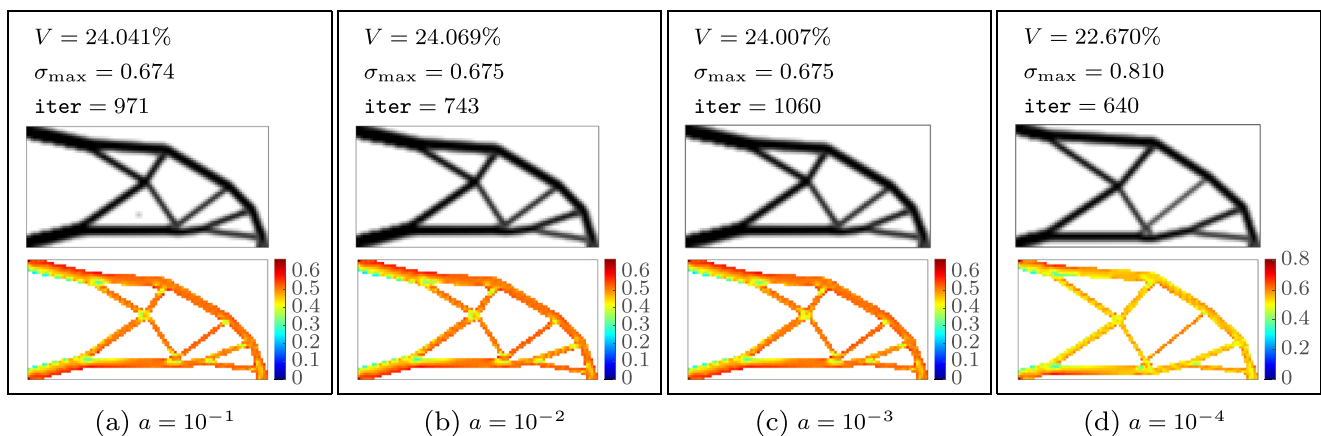 V = 24.041%
σmax = 0.674
iter = 971
0.6
0.5
0.4
0.3
0.2
0.1
0
(a) a = 10⁻¹
V = 24.069%
σmax = 0.675
iter = 743
0.6
0.5
0.4
0.3
0.2
0.1
0
(b) a = 10⁻²
V = 24.007%
σmax = 0.675
iter = 1060
0.6
0.5
0.4
0.3
0.2
0.1
0
(c) a = 10⁻³
V = 22.670%
σmax = 0.810
iter = 640
0.8
0.6
0.4
0.2
0
(d) a = 10⁻⁴